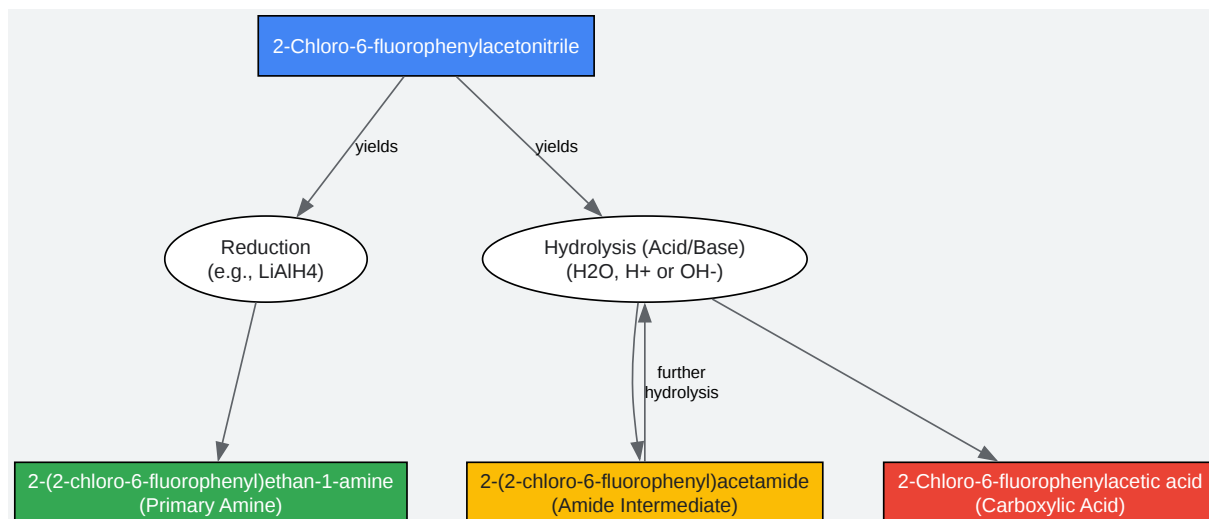 2-Chloro-6-fluorophenylacetonitrile
yields
yields
Reduction
(e.g., LiAlH4)
Hydrolysis (Acid/Base)
(H2O, H+ or OH-)
further
hydrolysis
2-(2-chloro-6-fluorophenyl)ethan-1-amine
(Primary Amine)
2-(2-chloro-6-fluorophenyl)acetamide
(Amide Intermediate)
2-Chloro-6-fluorophenylacetic acid
(Carboxylic Acid)